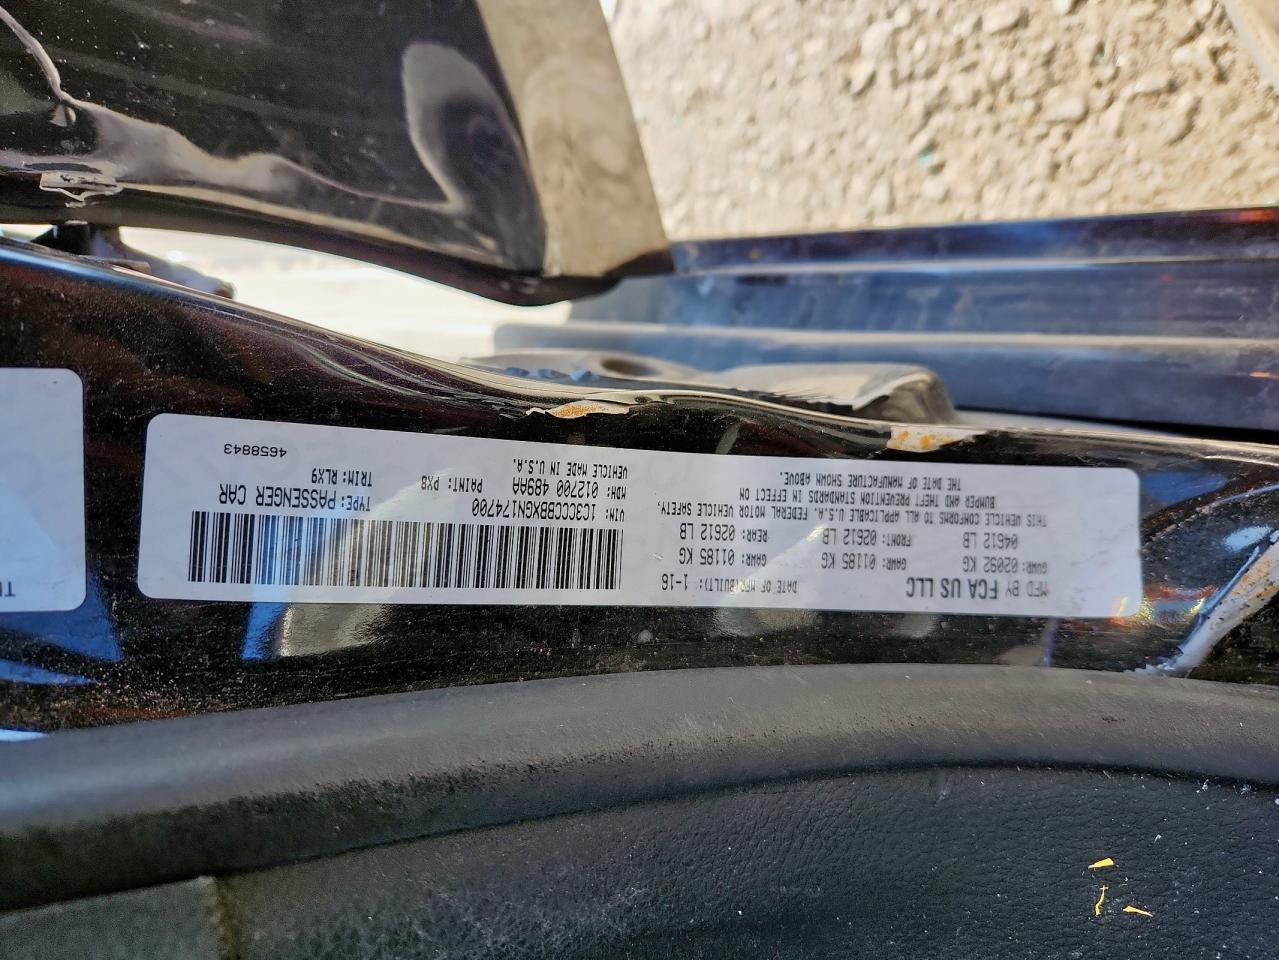 MFD BY FCA US LLC
DATE OF MFR(BUILT): 1-16
GVWR: 02092 KG
04612 LB
GAWR: 01185 KG
FRONT: 02612 LB
GAWR: 01185 KG
REAR: 02612 LB
THIS VEHICLE CONFORMS TO ALL APPLICABLE U.S.A. FEDERAL MOTOR VEHICLE SAFETY,
BUMPER AND THEFT PREVENTION STANDARDS IN EFFECT ON
THE DATE OF MANUFACTURE SHOWN ABOVE.
VIN: 1C3CCCBBXGN174700
TYPE: PASSENGER CAR
MDH: 012700 489AA
PAINT: PX8
TRIM: RLX9
VEHICLE MADE IN U.S.A.
4658843